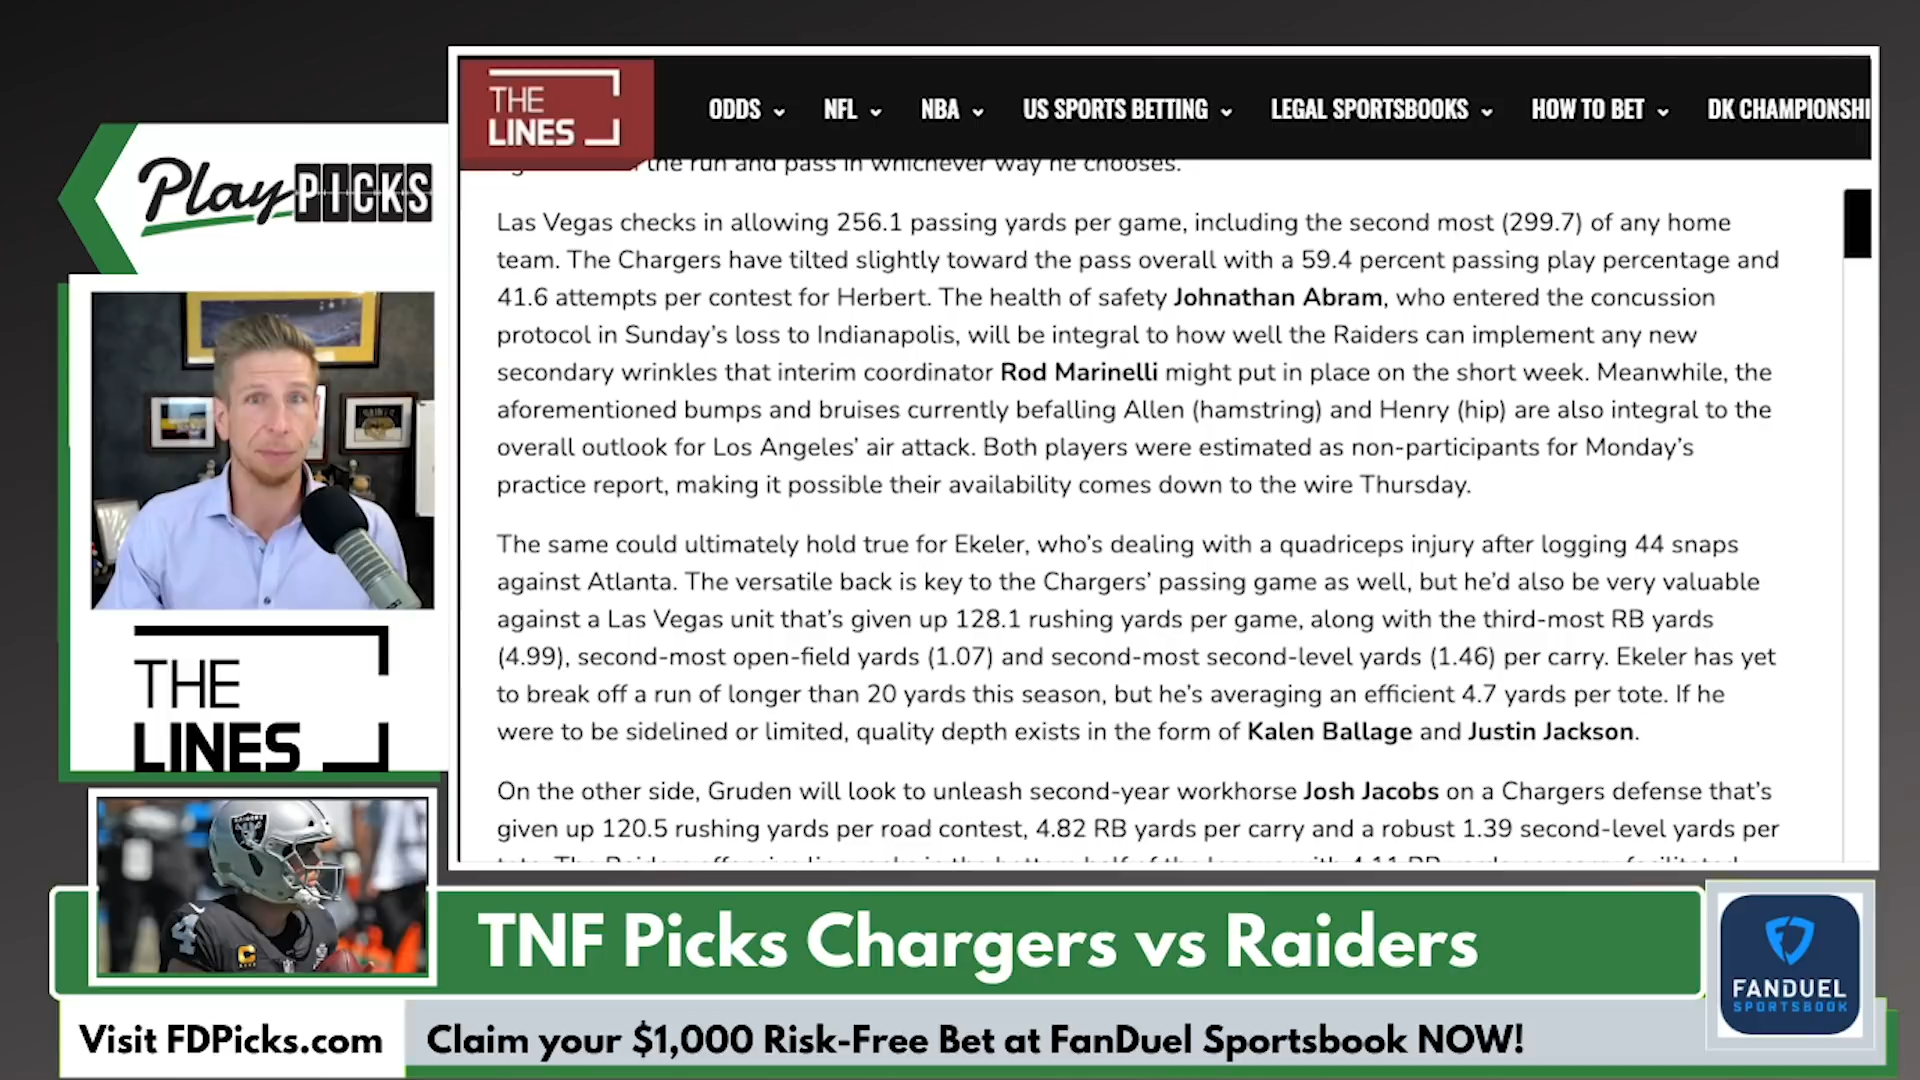 THE
LINES
ODDS
NFL
NBA
US SPORTS BETTING
LEGAL SPORTSBOOKS
HOW TO BET
DK CHAMPIONSHI
the run and pass in whichever way he chooses.
Play PICKS
Las Vegas checks in allowing 256.1 passing yards per game, including the second most (299.7) of any home
team. The Chargers have tilted slightly toward the pass overall with a 59.4 percent passing play percentage and
41.6 attempts per contest for Herbert. The health of safety Johnathan Abram, who entered the concussion
protocol in Sunday's loss to Indianapolis, will be integral to how well the Raiders can implement any new
secondary wrinkles that interim coordinator Rod Marinelli might put in place on the short week. Meanwhile, the
aforementioned bumps and bruises currently befalling Allen (hamstring) and Henry (hip) are also integral to the
overall outlook for Los Angeles' air attack. Both players were estimated as non-participants for Monday's
practice report, making it possible their availability comes down to the wire Thursday.
The same could ultimately hold true for Ekeler, who's dealing with a quadriceps injury after logging 44 snaps
against Atlanta. The versatile back is key to the Chargers' passing game as well, but he'd also be very valuable
against a Las Vegas unit that's given up 128.1 rushing yards per game, along with the third-most RB yards
(4.99), second-most open-field yards (1.07) and second-most second-level yards (1.46) per carry. Ekeler has yet
to break off a run of longer than 20 yards this season, but he's averaging an efficient 4.7 yards per tote. If he
were to be sidelined or limited, quality depth exists in the form of Kalen Ballage and Justin Jackson.
On the other side, Gruden will look to unleash second-year workhorse Josh Jacobs on a Chargers defense that's
given up 120.5 rushing yards per road contest, 4.82 RB yards per carry and a robust 1.39 second-level yards per
THE
LINES
4
C
TNF Picks Chargers vs Raiders
FANDUEL
SPORTSBOOK
Visit FDPicks.com
Claim your $1,000 Risk-Free Bet at FanDuel Sportsbook NOW!